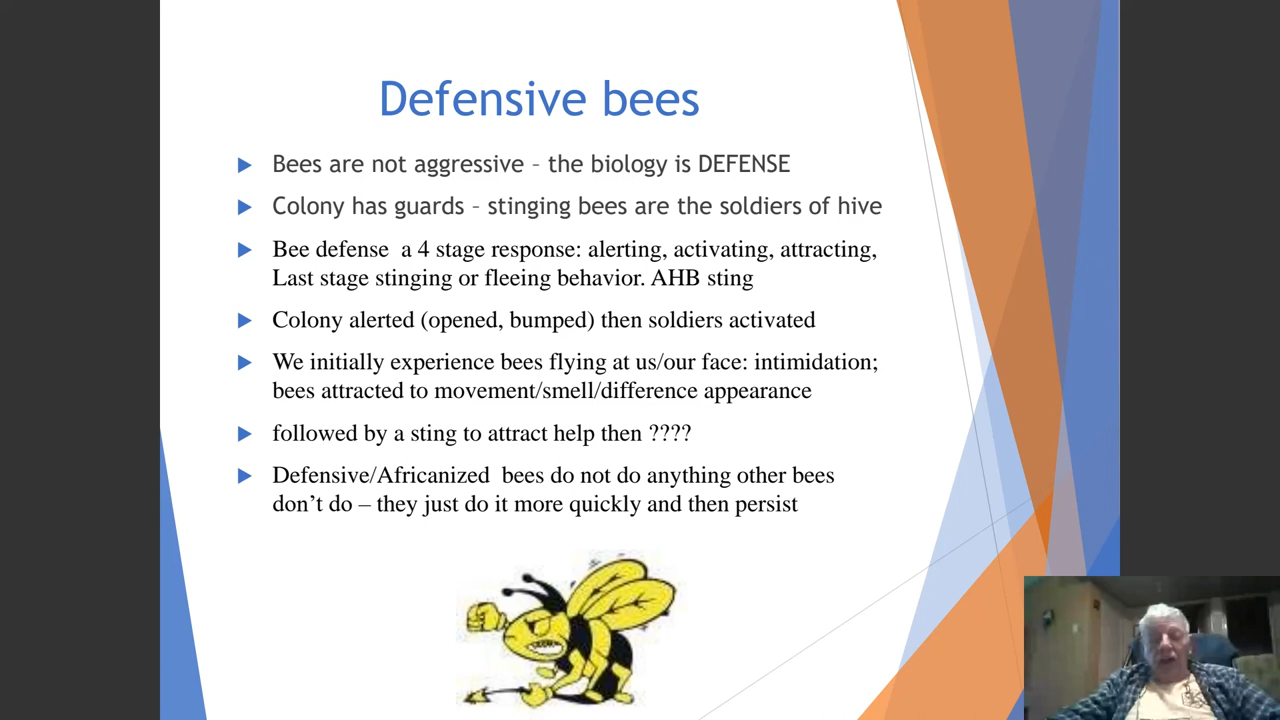 Defensive bees
Bees are not aggressive – the biology is DEFENSE
Colony has guards – stinging bees are the soldiers of hive
Bee defense  a 4 stage response: alerting, activating, attracting,
Last stage stinging or fleeing behavior. AHB sting
Colony alerted (opened, bumped) then soldiers activated
We initially experience bees flying at us/our face: intimidation;
bees attracted to movement/smell/difference appearance
followed by a sting to attract help then ????
Defensive/Africanized  bees do not do anything other bees
don’t do – they just do it more quickly and then persist